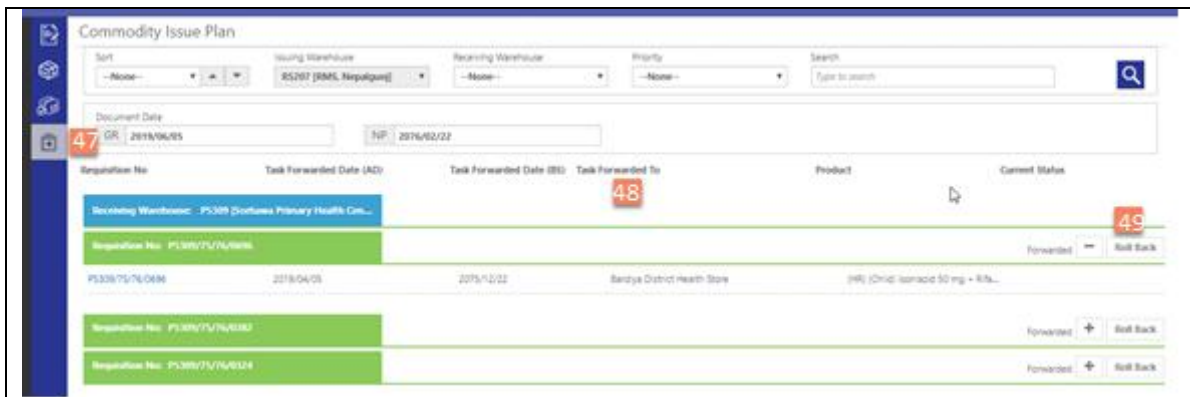 Commodity Issue Plan
Sort Issuing Warehouse Receiving Warehouse Priority Search
--None-- RS207 [RMS, Nepalgunj] --None-- --None-- Type to search
Document Date
47 GR 2019/06/05 NP 2076/02/22
Requisition No Task Forwarded Date (AD) Task Forwarded Date (BS) Task Forwarded To Product Current Status
48
Receiving Warehouse: PS309 [Sorhawa Primary Health Cen...
49
Requisition No: PS309/75/76/0696 Forwarded Roll Back
PS309/75/76/0696 2019/04/05 2075/12/22 Bardiya District Health Store (HR) (Child) Isoniazid 50 mg + Rifa...
Requisition No: PS309/75/76/0382 Forwarded + Roll Back
Requisition No: PS309/75/76/0324 Forwarded + Roll Back